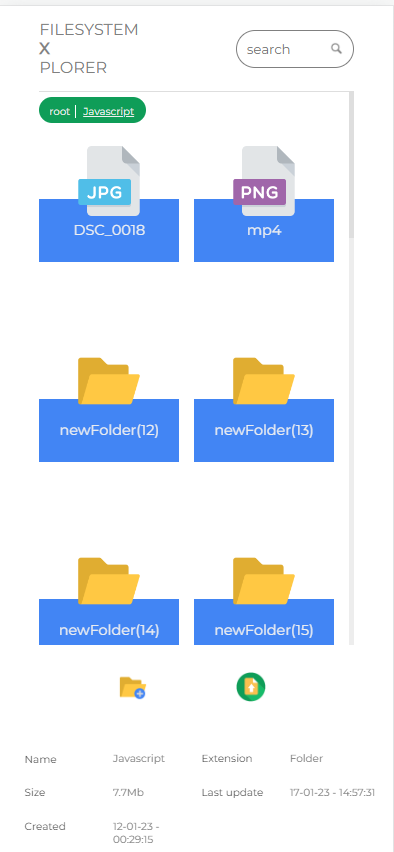 FILESYSTEM
X
PLORER
search
root | Javascript
JPG
PNG
DSC_0018
mp4
newFolder(12)
newFolder(13)
newFolder(14)
newFolder(15)
Name
Javascript
Extension
Folder
Size
7.7Mb
Last update
17-01-23 - 14:57:31
Created
12-01-23 -
00:29:15